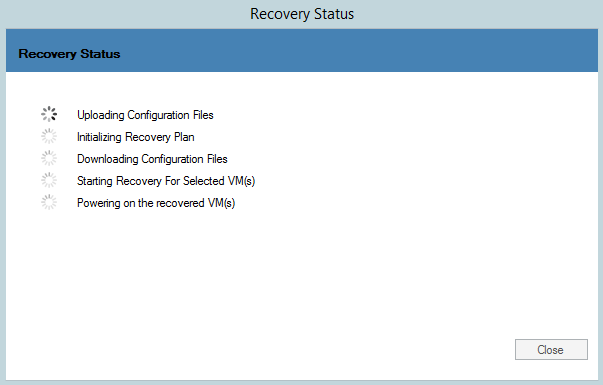 Recovery Status
Recovery Status
Uploading Configuration Files
Initializing Recovery Plan
Downloading Configuration Files
Starting Recovery For Selected VM(s)
Powering on the recovered VM(s)
Close